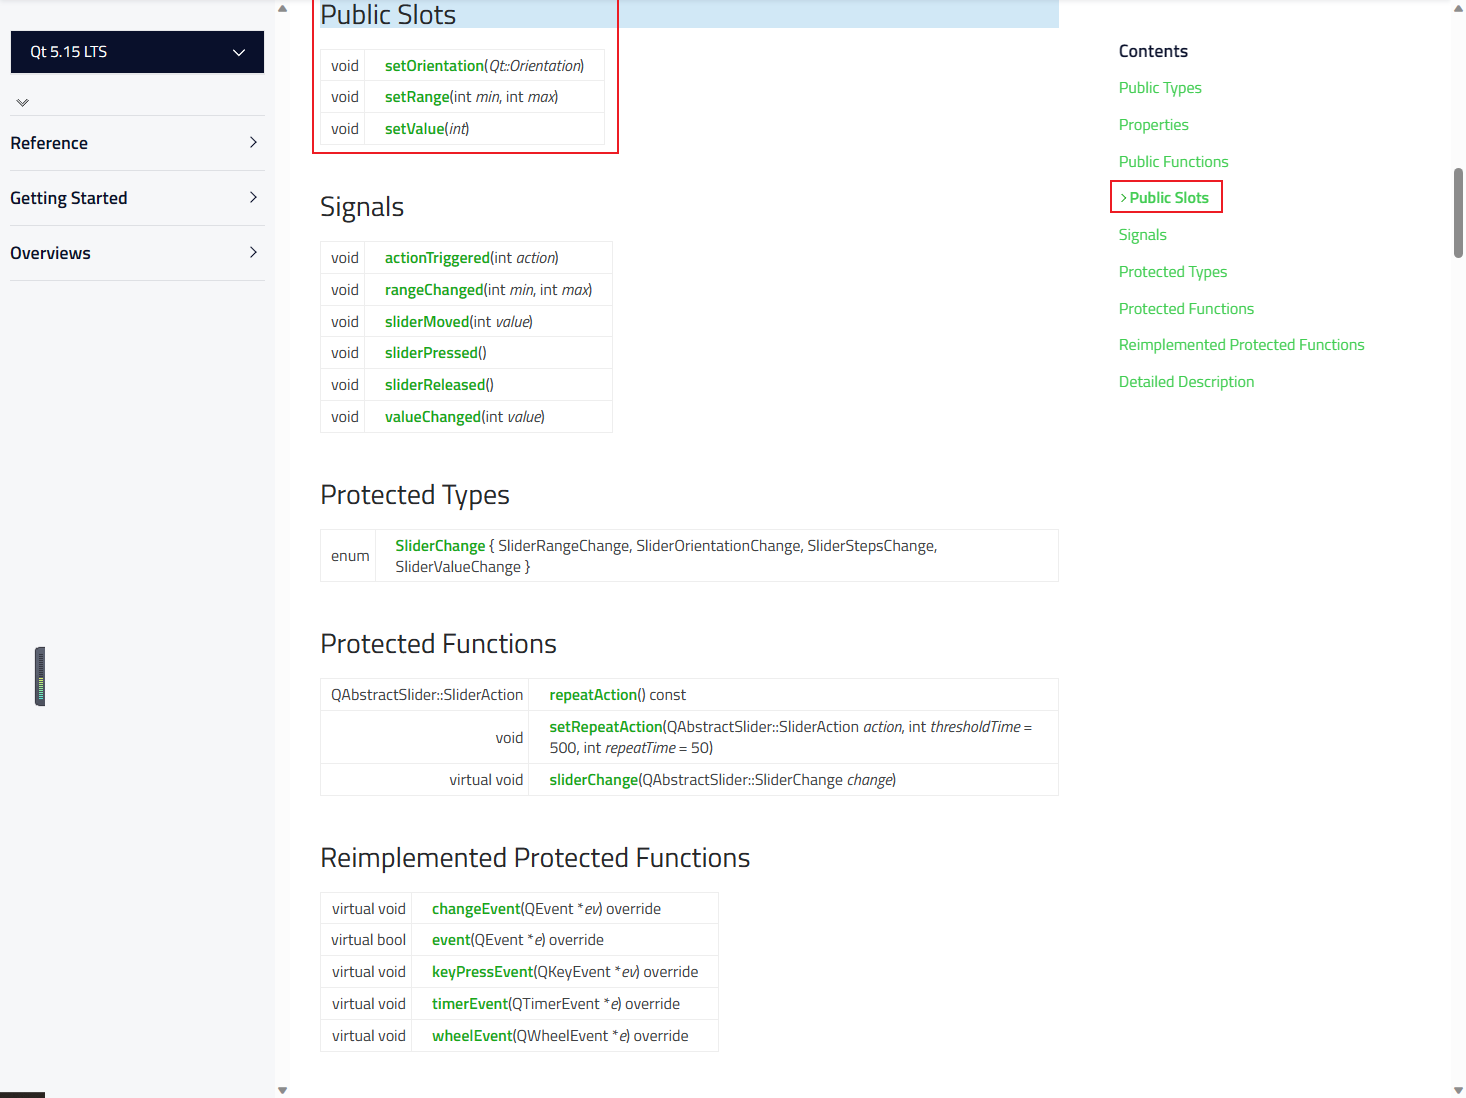 Qt 5.15 LTS
Reference
Getting Started
Overviews
Public Slots
void setOrientation(Qt::Orientation)
void setRange(int min, int max)
void setValue(int)
Signals
void actionTriggered(int action)
void rangeChanged(int min, int max)
void sliderMoved(int value)
void sliderPressed()
void sliderReleased()
void valueChanged(int value)
Protected Types
enum SliderChange { SliderRangeChange, SliderOrientationChange, SliderStepsChange,
SliderValueChange }
Protected Functions
QAbstractSlider::SliderAction repeatAction() const
void setRepeatAction(QAbstractSlider::SliderAction action, int thresholdTime =
500, int repeatTime = 50)
virtual void sliderChange(QAbstractSlider::SliderChange change)
Reimplemented Protected Functions
virtual void changeEvent(QEvent *ev) override
virtual bool event(QEvent *e) override
virtual void keyPressEvent(QKeyEvent *ev) override
virtual void timerEvent(QTimerEvent *e) override
virtual void wheelEvent(QWheelEvent *e) override
Contents
Public Types
Properties
Public Functions
Public Slots
Signals
Protected Types
Protected Functions
Reimplemented Protected Functions
Detailed Description